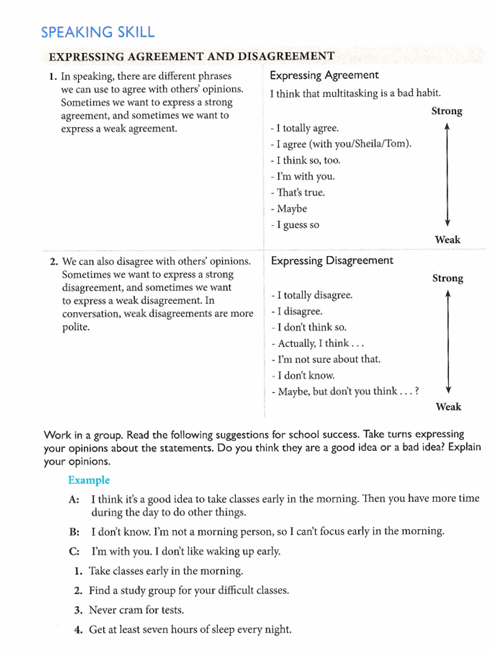 SPEAKING SKILL
EXPRESSING AGREEMENT AND DISAGREEMENT
1. In speaking, there are different phrases
we can use to agree with others' opinions.
Sometimes we want to express a strong
agreement, and sometimes we want to
express a weak agreement.
Expressing Agreement
I think that multitasking is a bad habit.
Strong
- I totally agree.
- I agree (with you/Sheila/Tom).
- I think so, too.
- I'm with you.
- That's true.
- Maybe
- I guess so
Weak
2. We can also disagree with others' opinions.
Sometimes we want to express a strong
disagreement, and sometimes we want
to express a weak disagreement. In
conversation, weak disagreements are more
polite.
Expressing Disagreement
Strong
- I totally disagree.
- I disagree.
- I don't think so.
- Actually, I think . . .
- I'm not sure about that.
- I don't know.
- Maybe, but don't you think . . . ?
Weak
Work in a group. Read the following suggestions for school success. Take turns expressing
your opinions about the statements. Do you think they are a good idea or a bad idea? Explain
your opinions.
Example
A: I think it's a good idea to take classes early in the morning. Then you have more time
during the day to do other things.
B: I don't know. I'm not a morning person, so I can't focus early in the morning.
C: I'm with you. I don't like waking up early.
1. Take classes early in the morning.
2. Find a study group for your difficult classes.
3. Never cram for tests.
4. Get at least seven hours of sleep every night.